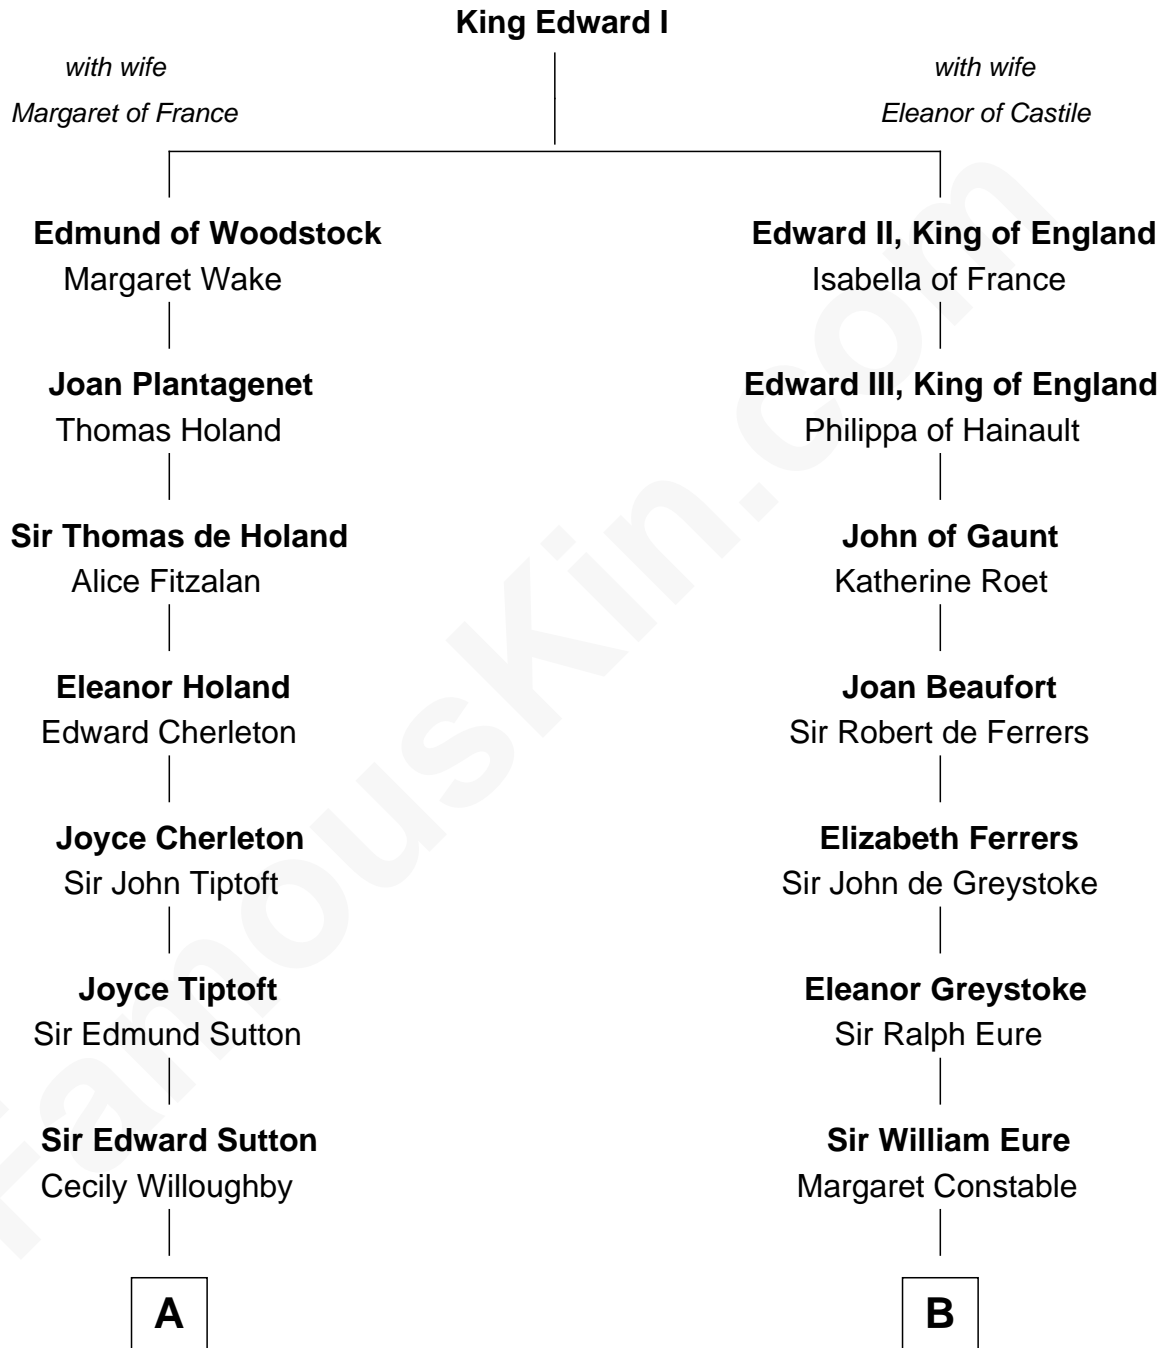 King Edward I
with wife
Margaret of France
with wife
Eleanor of Castile
Edmund of Woodstock
Margaret Wake
Edward II, King of England
Isabella of France
Joan Plantagenet
Thomas Holand
Edward III, King of England
Philippa of Hainault
Sir Thomas de Holand
Alice Fitzalan
John of Gaunt
Katherine Roet
Eleanor Holand
Edward Cherleton
Joan Beaufort
Sir Robert de Ferrers
Joyce Cherleton
Sir John Tiptoft
Elizabeth Ferrers
Sir John de Greystoke
Joyce Tiptoft
Sir Edmund Sutton
Eleanor Greystoke
Sir Ralph Eure
Sir Edward Sutton
Cecily Willoughby
Sir William Eure
Margaret Constable
A
B
FamousKin.com